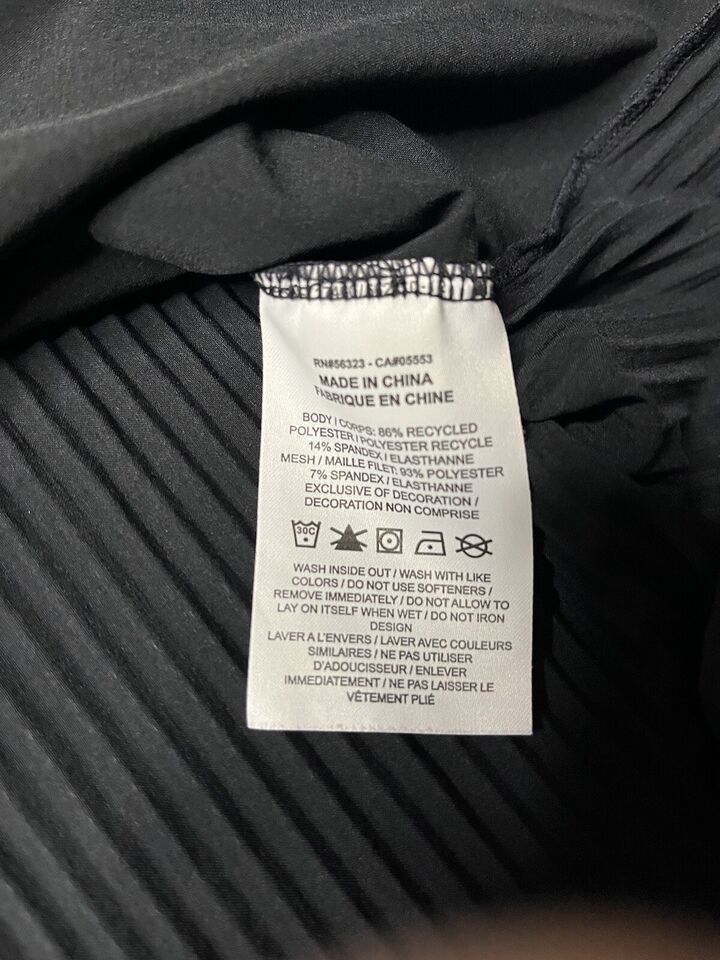 RN#56323 - CA#05553
MADE IN CHINA
FABRIQUE EN CHINE
BODY / CORPS: 86% RECYCLED
POLYESTER / POLYESTER RECYCLE
14% SPANDEX / ELASTHANNE
MESH / MAILLE FILET: 93% POLYESTER
7% SPANDEX / ELASTHANNE
EXCLUSIVE OF DECORATION /
DECORATION NON COMPRISE
30C
WASH INSIDE OUT / WASH WITH LIKE
COLORS / DO NOT USE SOFTENERS /
REMOVE IMMEDIATELY / DO NOT ALLOW TO
LAY ON ITSELF WHEN WET / DO NOT IRON
DESIGN
LAVER A L'ENVERS / LAVER AVEC COULEURS
SIMILAIRES / NE PAS UTILISER
D'ADOUCISSEUR / ENLEVER
IMMEDIATEMENT / NE PAS LAISSER LE
VÊTEMENT PLIÉ